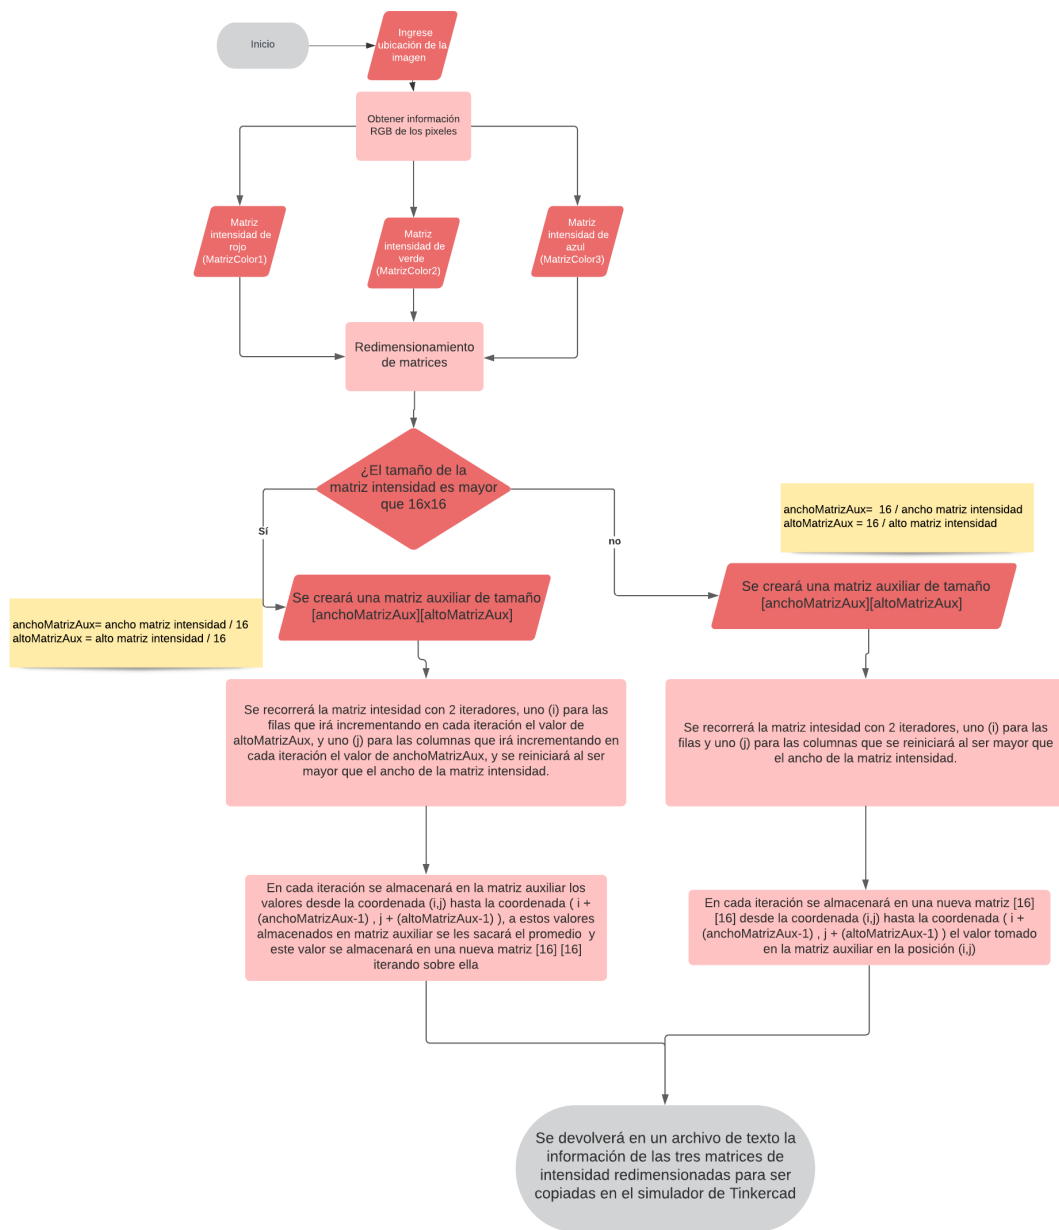 Inicio
Ingrese
ubicación de la
imagen
Obtener información
RGB de los pixeles
Matriz
intensidad de
rojo
(MatrizColor1)
Matriz
intensidad de
verde
(MatrizColor2)
Matriz
intensidad de
azul
(MatrizColor3)
Redimensionamiento
de matrices
¿El tamaño de la
matriz intensidad es mayor
que 16x16
Sí
no
anchoMatrizAux=  16 / ancho matriz intensidad
altoMatrizAux = 16 / alto matriz intensidad
anchoMatrizAux= ancho matriz intensidad / 16
altoMatrizAux = alto matriz intensidad / 16
Se creará una matriz auxiliar de tamaño
[anchoMatrizAux][altoMatrizAux]
Se creará una matriz auxiliar de tamaño
[anchoMatrizAux][altoMatrizAux]
Se recorrerá la matriz intesidad con 2 iteradores, uno (i) para las
filas que irá incrementando en cada iteración el valor de
altoMatrizAux, y uno (j) para las columnas que irá incrementando en
cada iteración el valor de anchoMatrizAux, y se reiniciará al ser
mayor que el ancho de la matriz intensidad.
Se recorrerá la matriz intesidad con 2 iteradores, uno (i) para las
filas y uno (j) para las columnas que se reiniciará al ser mayor que
el ancho de la matriz intensidad.
En cada iteración se almacenará en la matriz auxiliar los
valores desde la coordenada (i,j) hasta la coordenada ( i +
(anchoMatrizAux-1) , j + (altoMatrizAux-1) ), a estos valores
almacenados en matriz auxiliar se les sacará el promedio  y
este valor se almacenará en una nueva matriz [16] [16]
iterando sobre ella
En cada iteración se almacenará en una nueva matriz [16]
[16] desde la coordenada (i,j) hasta la coordenada ( i +
(anchoMatrizAux-1) , j + (altoMatrizAux-1) ) el valor tomado
en la matriz auxiliar en la posición (i,j)
Se devolverá en un archivo de texto la
información de las tres matrices de
intensidad redimensionadas para ser
copiadas en el simulador de Tinkercad